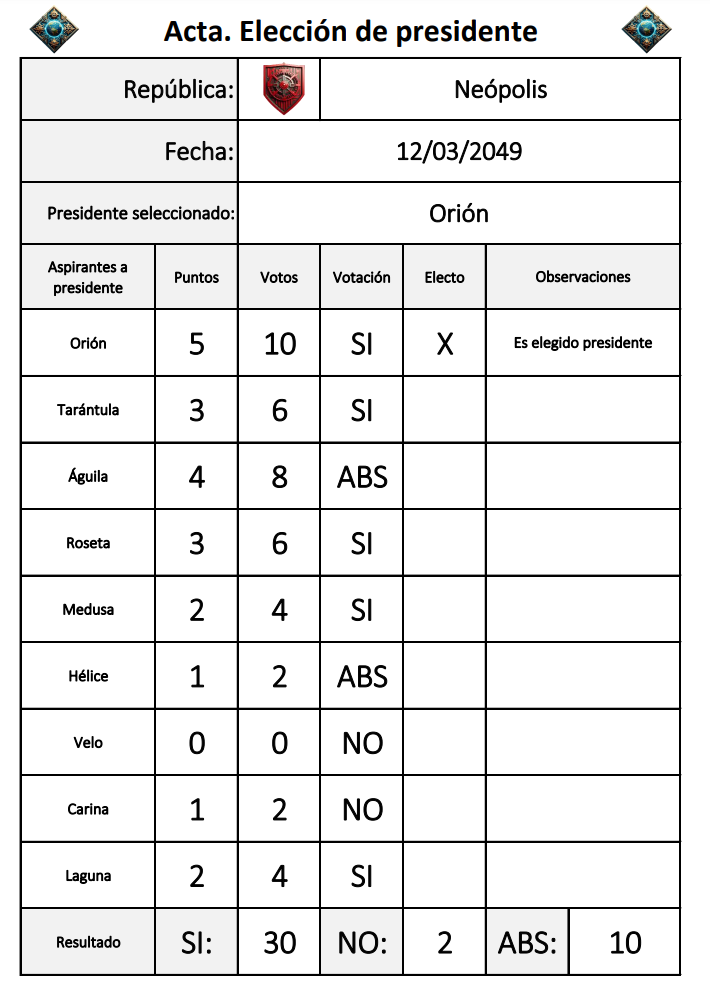 Acta. Elección de presidente
República: Neópolis
Fecha: 12/03/2049
Presidente seleccionado: Orión
Aspirantes a presidente Puntos Votos Votación Electo Observaciones
Orión 5 10 SI X Es elegido presidente
Tarántula 3 6 SI
Águila 4 8 ABS
Roseta 3 6 SI
Medusa 2 4 SI
Hélice 1 2 ABS
Velo 0 0 NO
Carina 1 2 NO
Laguna 2 4 SI
Resultado SI: 30 NO: 2 ABS: 10